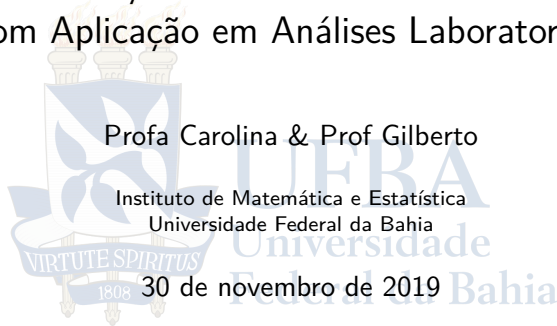 om Aplicação em Análises Laborator
Profa Carolina & Prof Gilberto
Instituto de Matemática e Estatística
Universidade Federal da Bahia
UFBA
Universidade
Federal da Bahia
VIRTUTE SPIRITUS
1808
30 de novembro de 2019